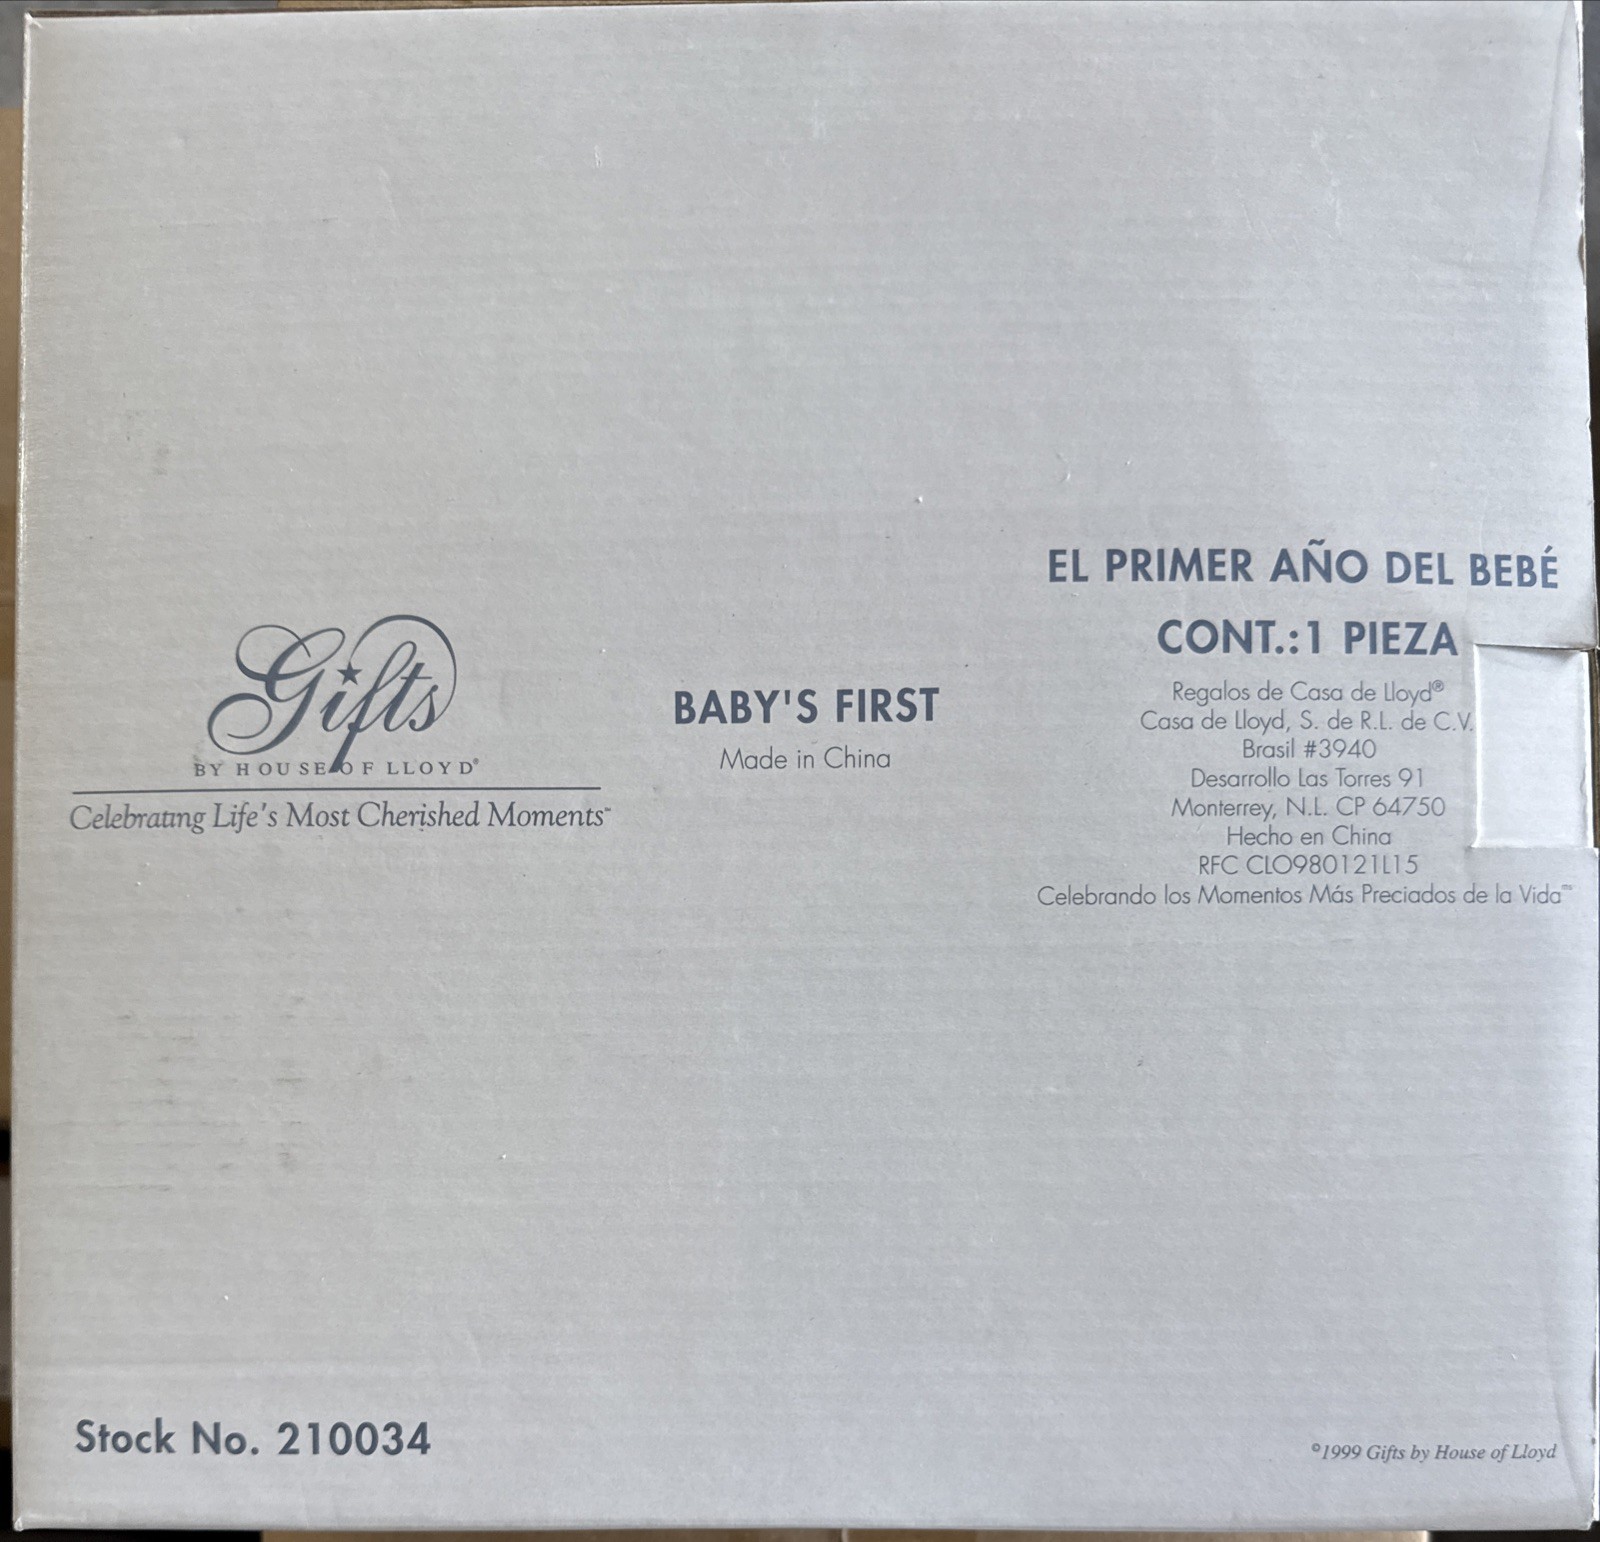 Gifts
BY HOUSE OF LLOYD®
Celebrating Life's Most Cherished Moments™
BABY'S FIRST
Made in China
EL PRIMER AÑO DEL BEBÉ
CONT.:1 PIEZA
Regalos de Casa de Lloyd®
Casa de Lloyd, S. de R.L. de C.V.
Brasil #3940
Desarrollo Las Torres 91
Monterrey, N.L. CP 64750
Hecho en China
RFC CLO980121L15
Celebrando los Momentos Más Preciados de la Vida℠
Stock No. 210034
©1999 Gifts by House of Lloyd